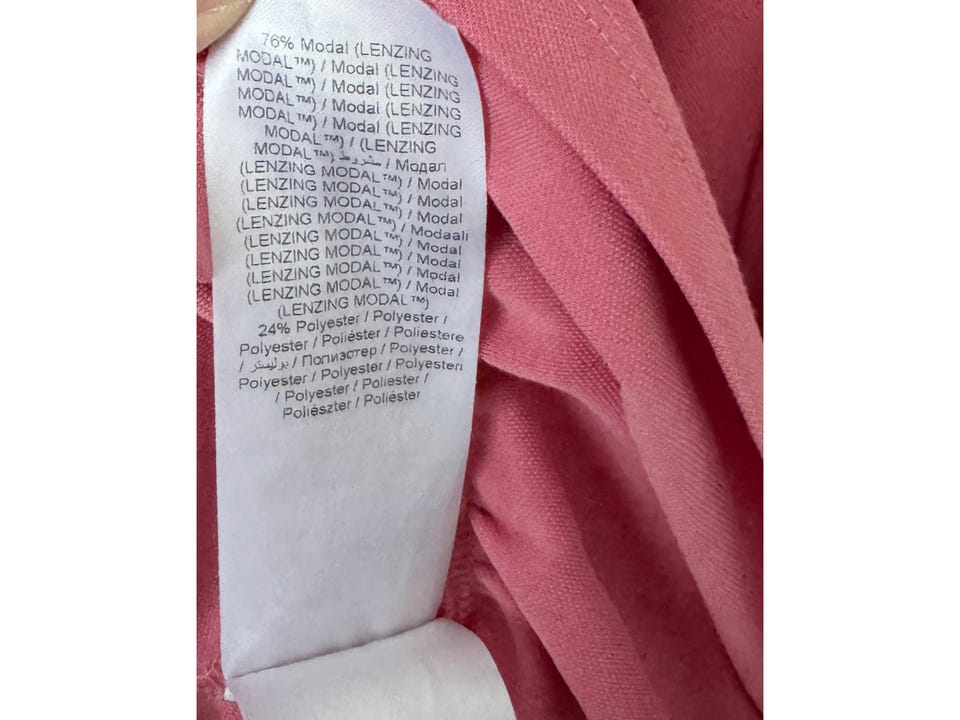 76% Modal (LENZING
MODAL™) / Modal (LENZING
MODAL™) / Modal (LENZING
MODAL™) / Modal (LENZING
MODAL™) / Modal (LENZING
MODAL™) / (LENZING
MODAL™) مشروط / Модал
(LENZING MODAL™) / Modal
(LENZING MODAL™) / Modal
(LENZING MODAL™) / Modal
(LENZING MODAL™) / Modaali
(LENZING MODAL™) / Modal
(LENZING MODAL™) / Modal
(LENZING MODAL™) / Modal
(LENZING MODAL™) / Modal
(LENZING MODAL™)
24% Polyester / Polyester /
Polyester / Poliéster / Poliestere
/ بوليستر / Полиэстер / Polyester /
Polyester / Polyester / Polyesteri
/ Polyester / Poliester /
Poliészter / Poliéster